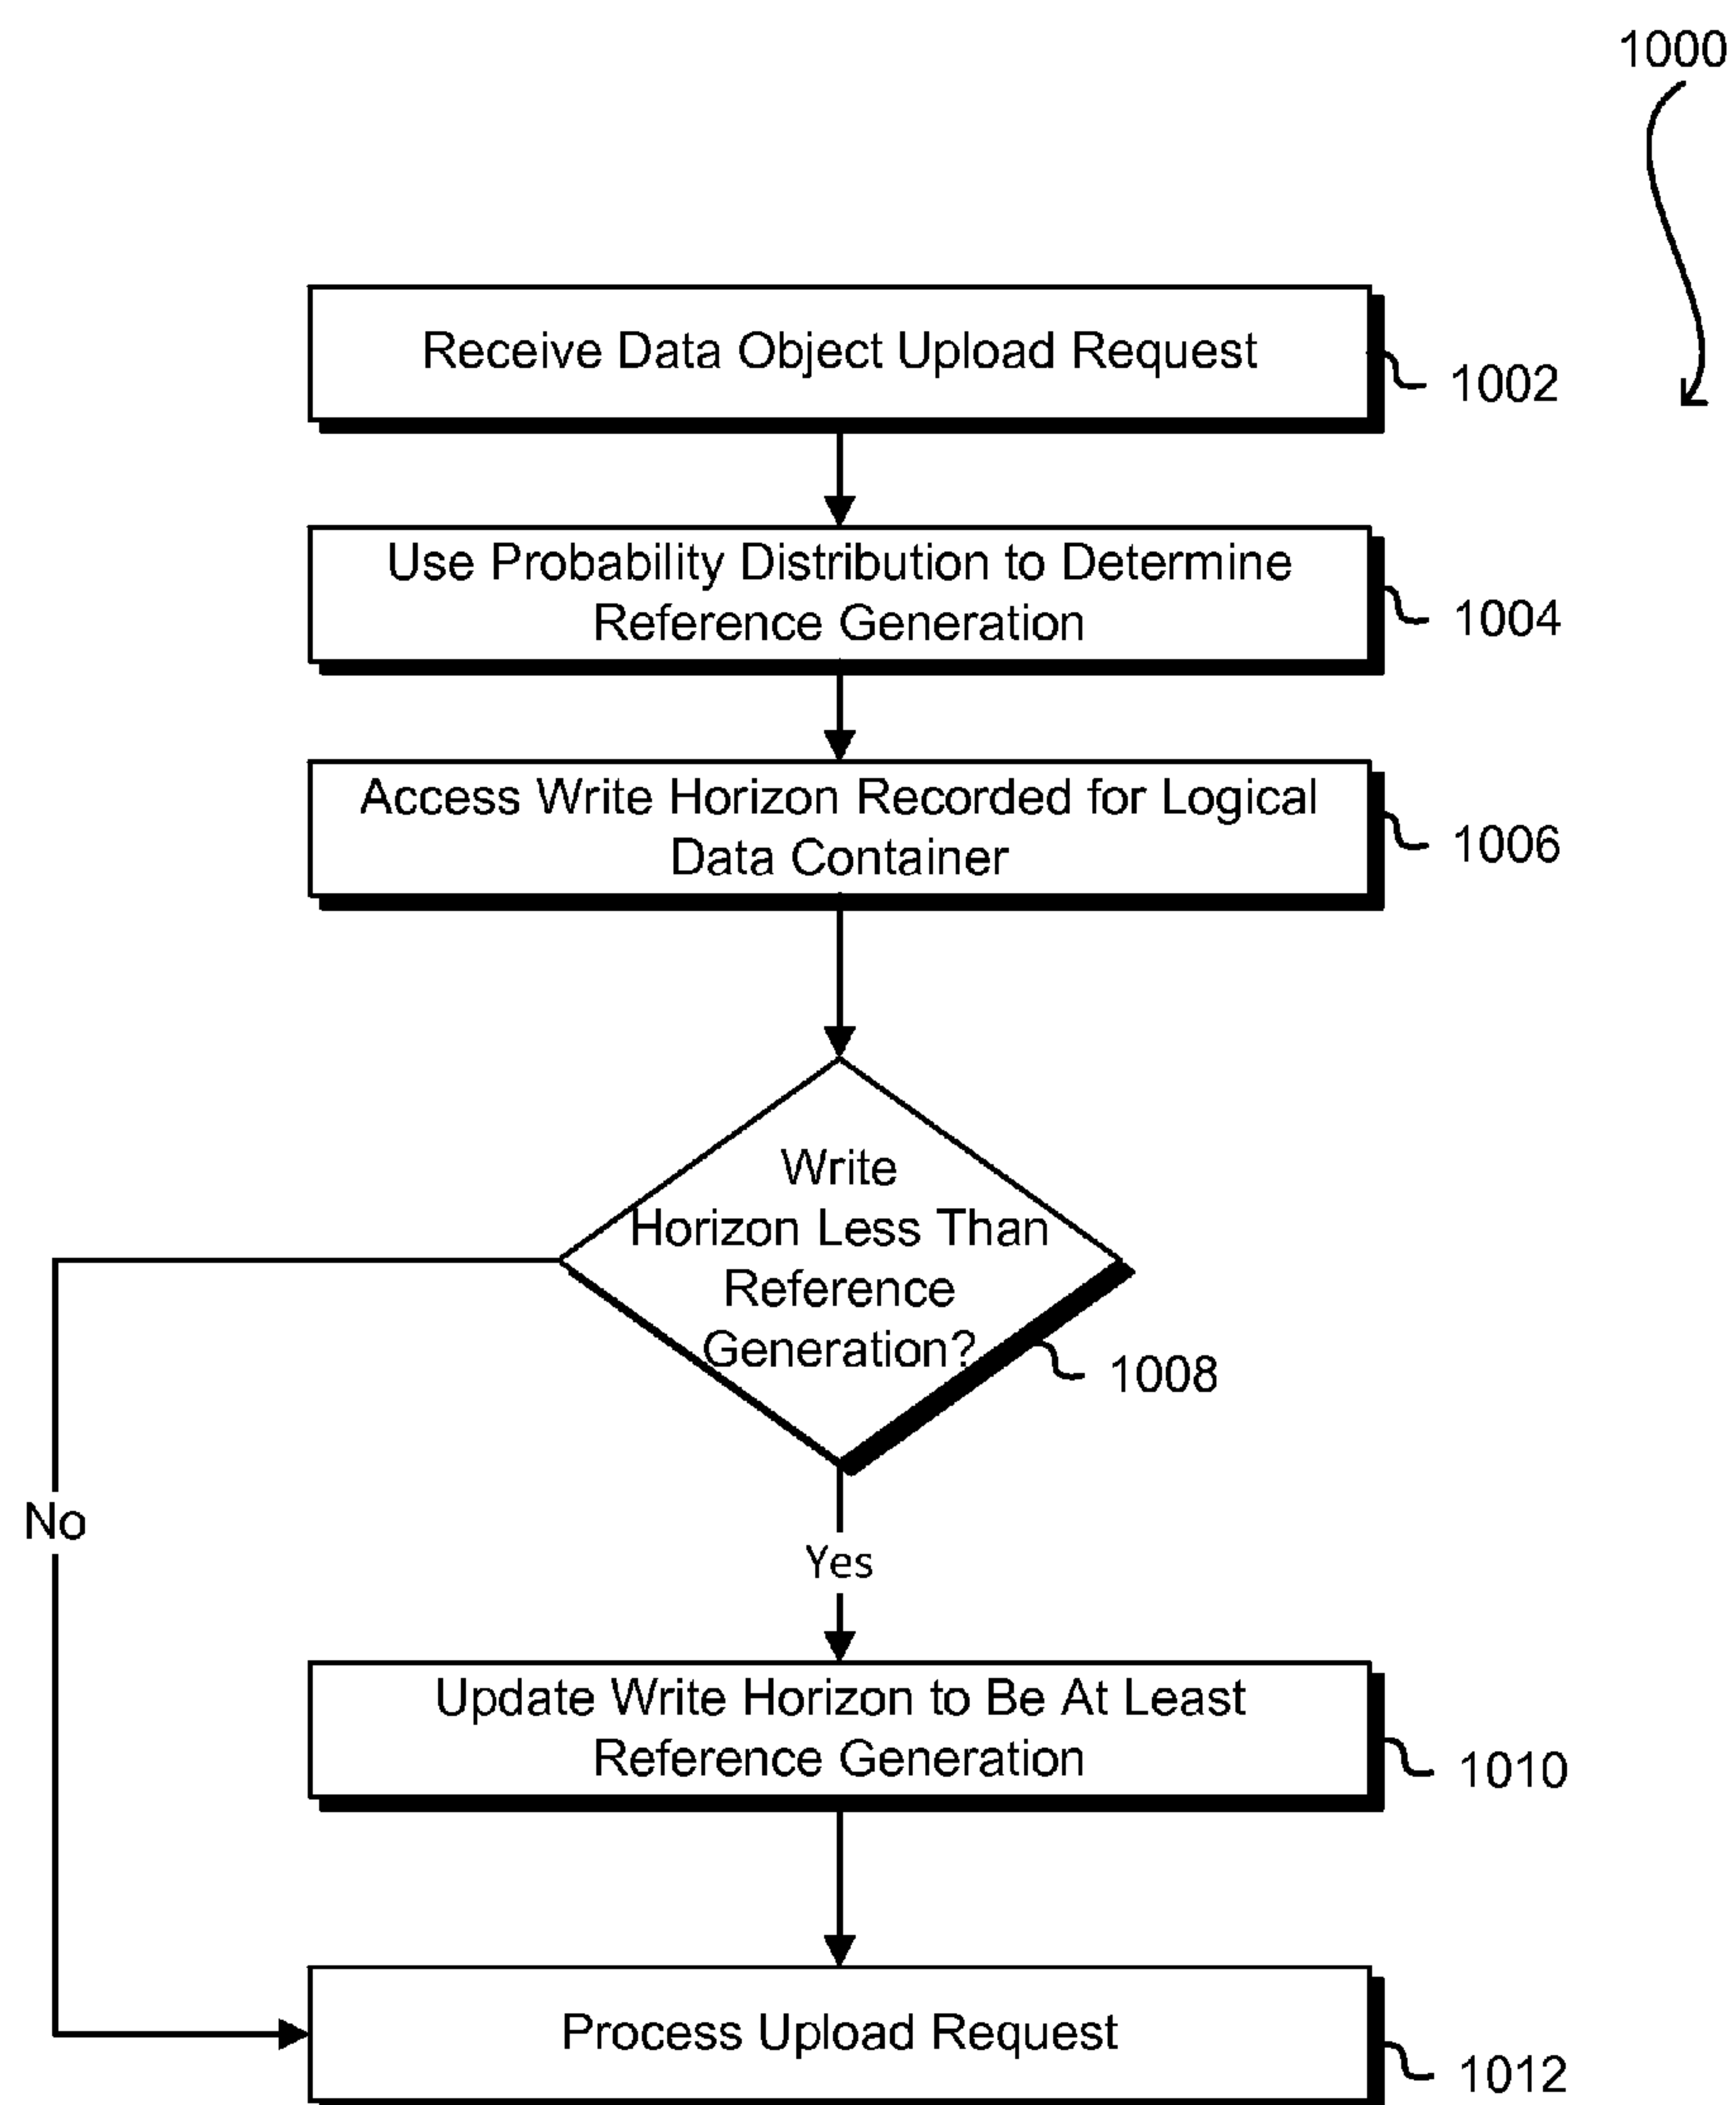 1000
Receive Data Object Upload Request
1002
Use Probability Distribution to Determine
Reference Generation
1004
Access Write Horizon Recorded for Logical
Data Container
1006
Write
Horizon Less Than
Reference
Generation?
1008
No
Yes
Update Write Horizon to Be At Least
Reference Generation
1010
Process Upload Request
1012